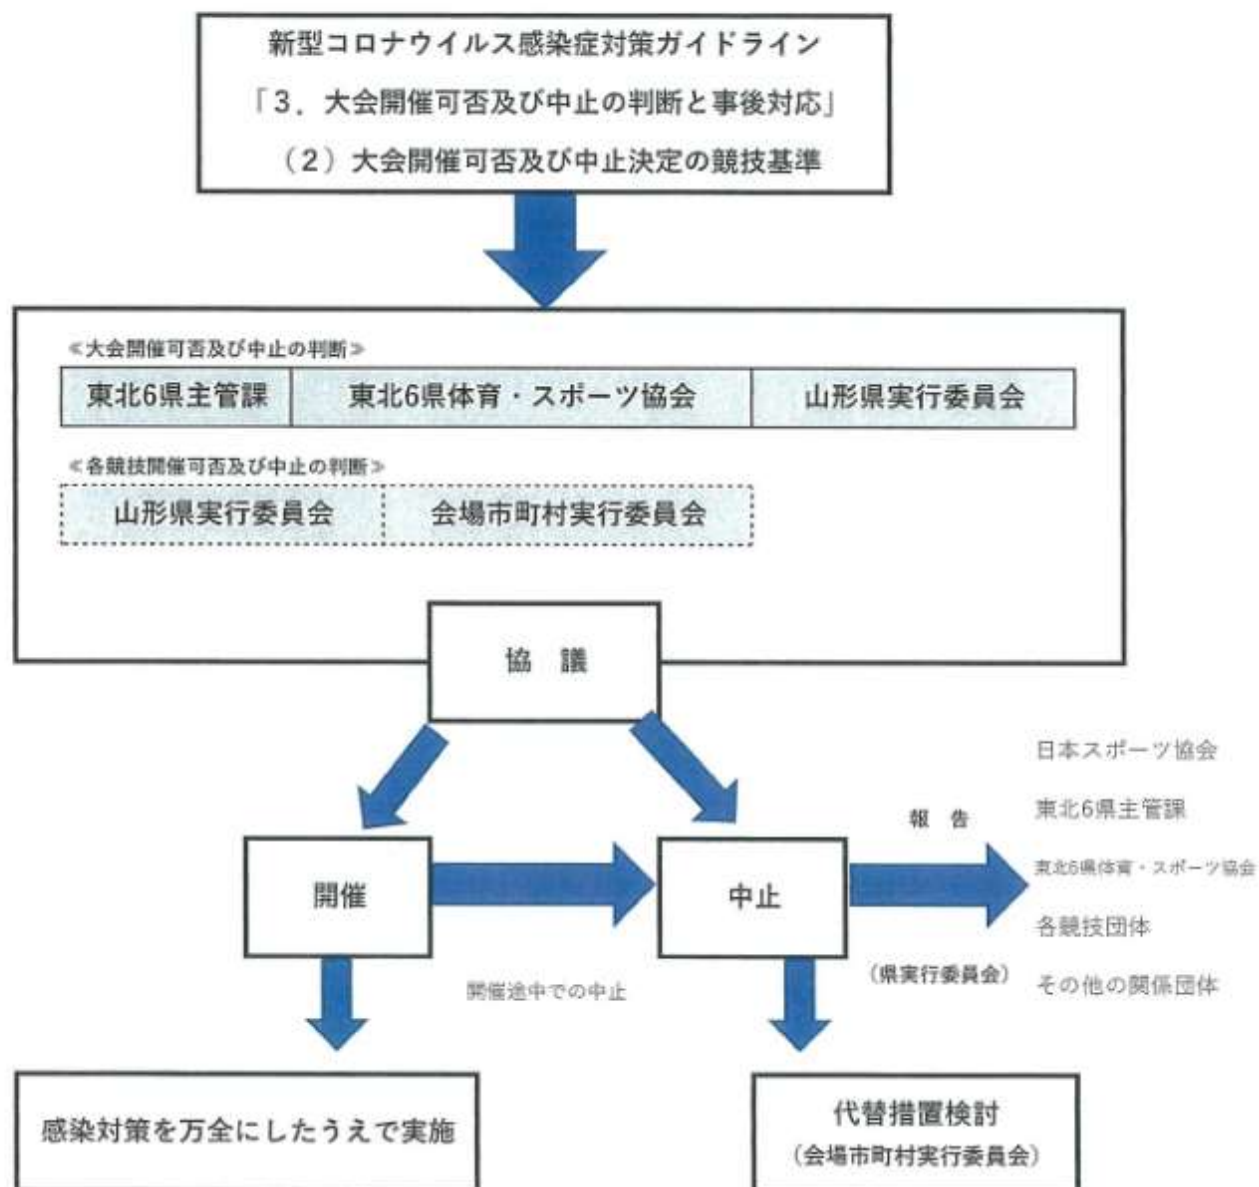 新型コロナウイルス感染症対策ガイドライン
「３．大会開催可否及び中止の判断と事後対応」
（２）大会開催可否及び中止決定の競技基準
≪大会開催可否及び中止の判断≫
東北6県主管課 東北6県体育・スポーツ協会 山形県実行委員会
≪各競技開催可否及び中止の判断≫
山形県実行委員会 会場市町村実行委員会
協　議
日本スポーツ協会
東北6県主管課
報　告
東北6県体育・スポーツ協会
開催
中止
各競技団体
（県実行委員会）
その他の関係団体
開催途中での中止
感染対策を万全にしたうえで実施
代替措置検討
（会場市町村実行委員会）